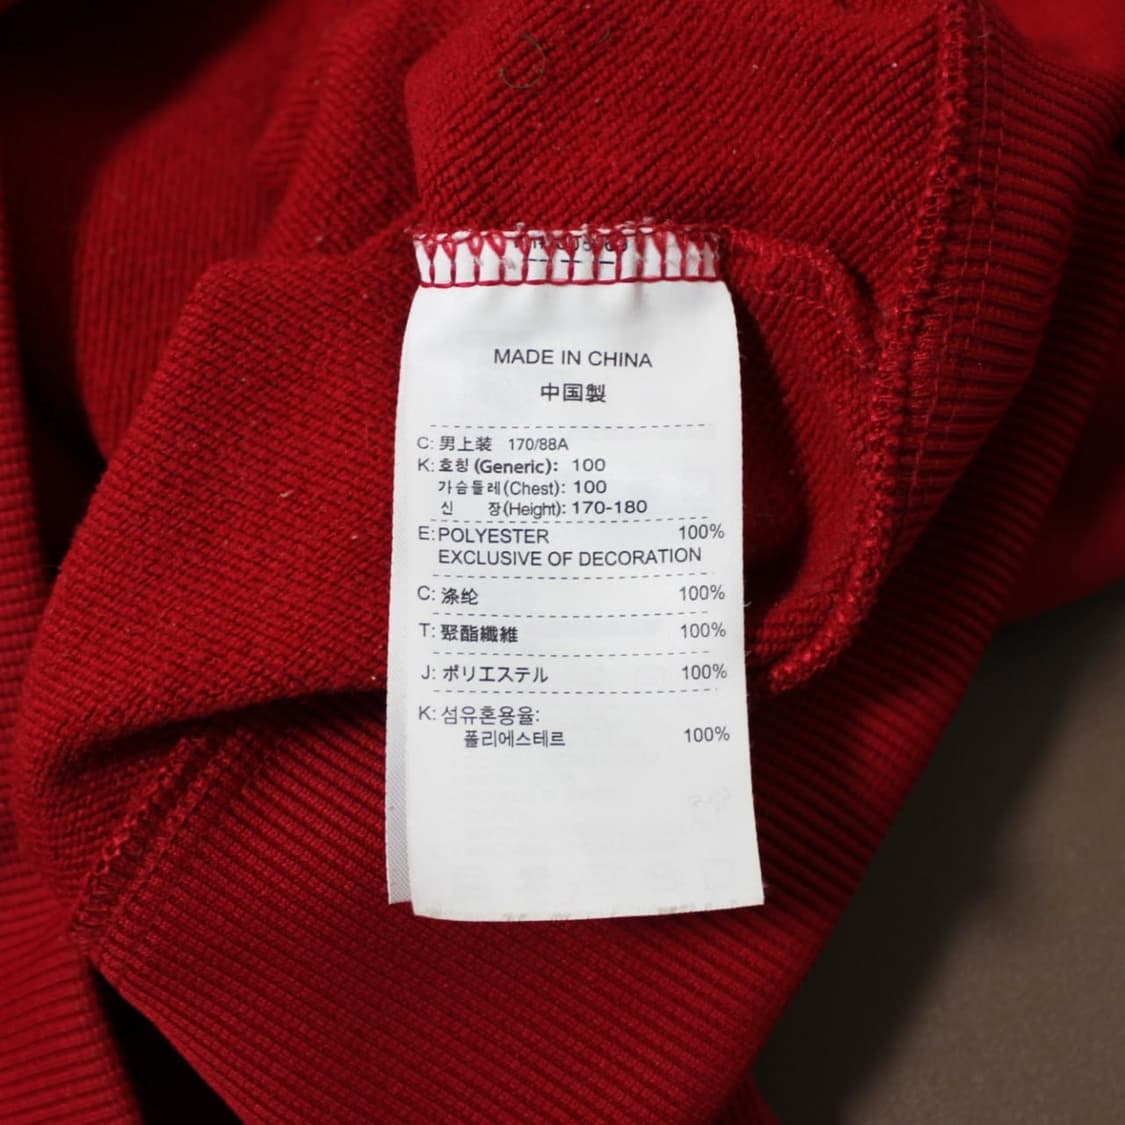 MADE IN CHINA
中国製
C: 男上装 170/88A
K: 호칭 (Generic): 100
가슴둘레(Chest): 100
신 장(Height): 170-180
E: POLYESTER 100%
EXCLUSIVE OF DECORATION
C: 涤纶 100%
T: 聚酯纖維 100%
J: ポリエステル 100%
K: 섬유혼용율:
폴리에스테르 100%